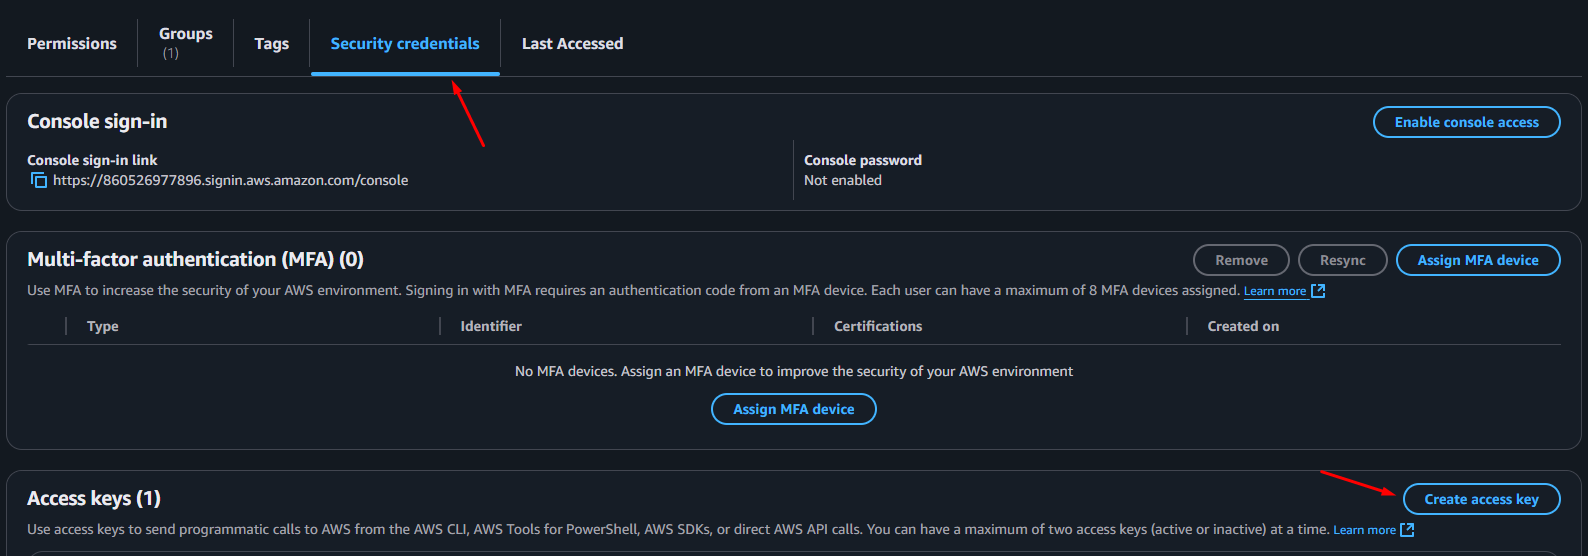 Permissions
Groups
(1)
Tags
Security credentials
Last Accessed
Console sign-in
Enable console access
Console sign-in link
https://860526977896.signin.aws.amazon.com/console
Console password
Not enabled
Multi-factor authentication (MFA) (0)
Remove
Resync
Assign MFA device
Use MFA to increase the security of your AWS environment. Signing in with MFA requires an authentication code from an MFA device. Each user can have a maximum of 8 MFA devices assigned. Learn more
Type
Identifier
Certifications
Created on
No MFA devices. Assign an MFA device to improve the security of your AWS environment
Assign MFA device
Access keys (1)
Create access key
Use access keys to send programmatic calls to AWS from the AWS CLI, AWS Tools for PowerShell, AWS SDKs, or direct AWS API calls. You can have a maximum of two access keys (active or inactive) at a time. Learn more